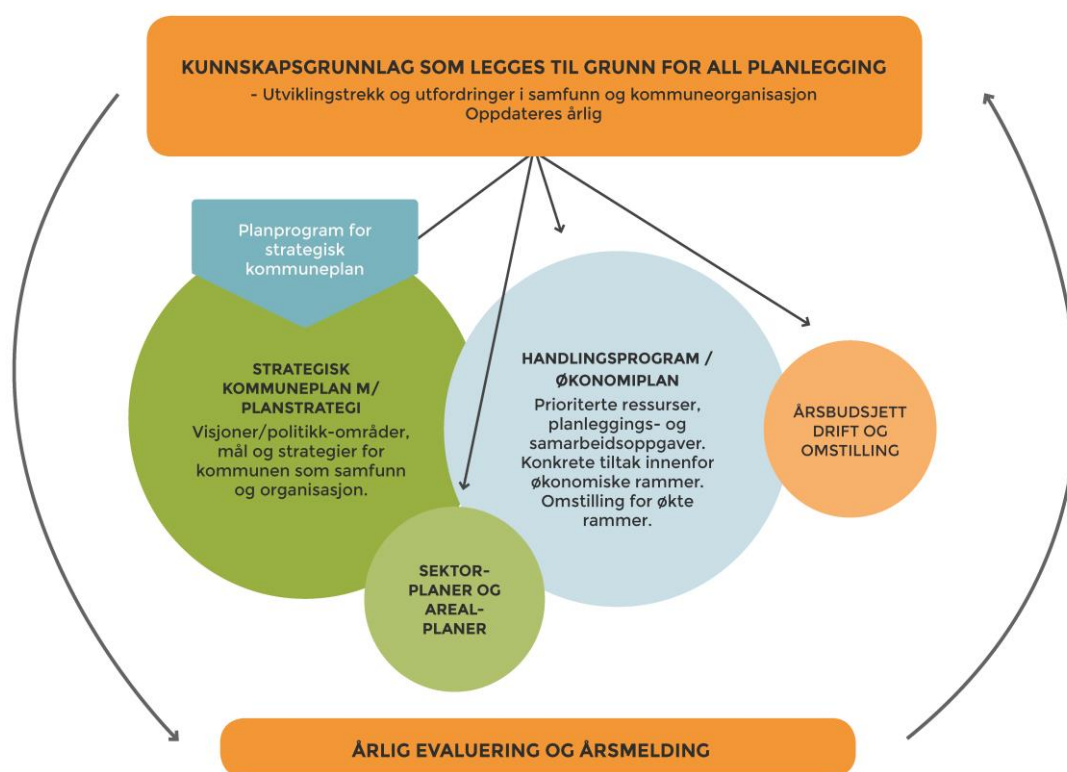 KUNNSKAPSGRUNNLAG SOM LEGGES TIL GRUNN FOR ALL PLANLEGGING
- Utviklingstrekk og utfordringer i samfunn og kommuneorganisasjon
Oppdateres årlig
Planprogram for
strategisk
kommuneplan
STRATEGISK
KOMMUNEPLAN M/
PLANSTRATEGI
Visjoner/politikk-områder,
mål og strategier for
kommunen som samfunn
og organisasjon.
HANDLINGSPROGRAM /
ØKONOMIPLAN
Prioriterte ressurser,
planleggings- og
samarbeidsoppgaver.
Konkrete tiltak innenfor
økonomiske rammer.
Omstilling for økte
rammer.
ÅRSBUDSJETT
DRIFT OG
OMSTILLING
SEKTOR-
PLANER OG
AREAL-
PLANER
ÅRLIG EVALUERING OG ÅRSMELDING